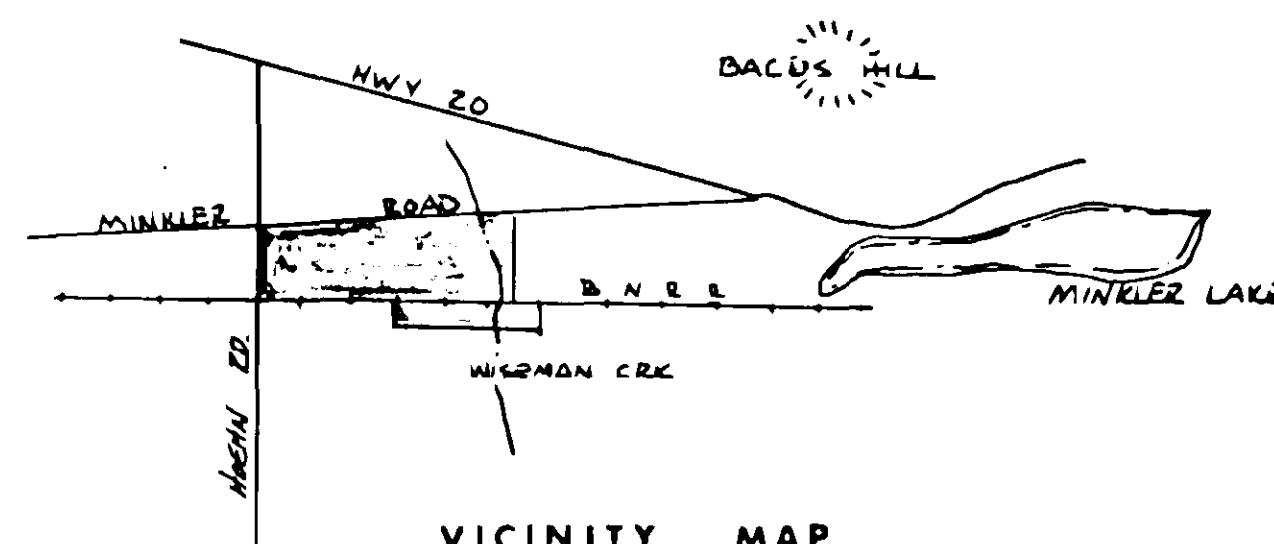 HWY 20
BACUS HILL
MINKLER ROAD
B N R R
MINKLER LAKE
WISEMAN CRK
HOEHN RD.
VICINITY MAP